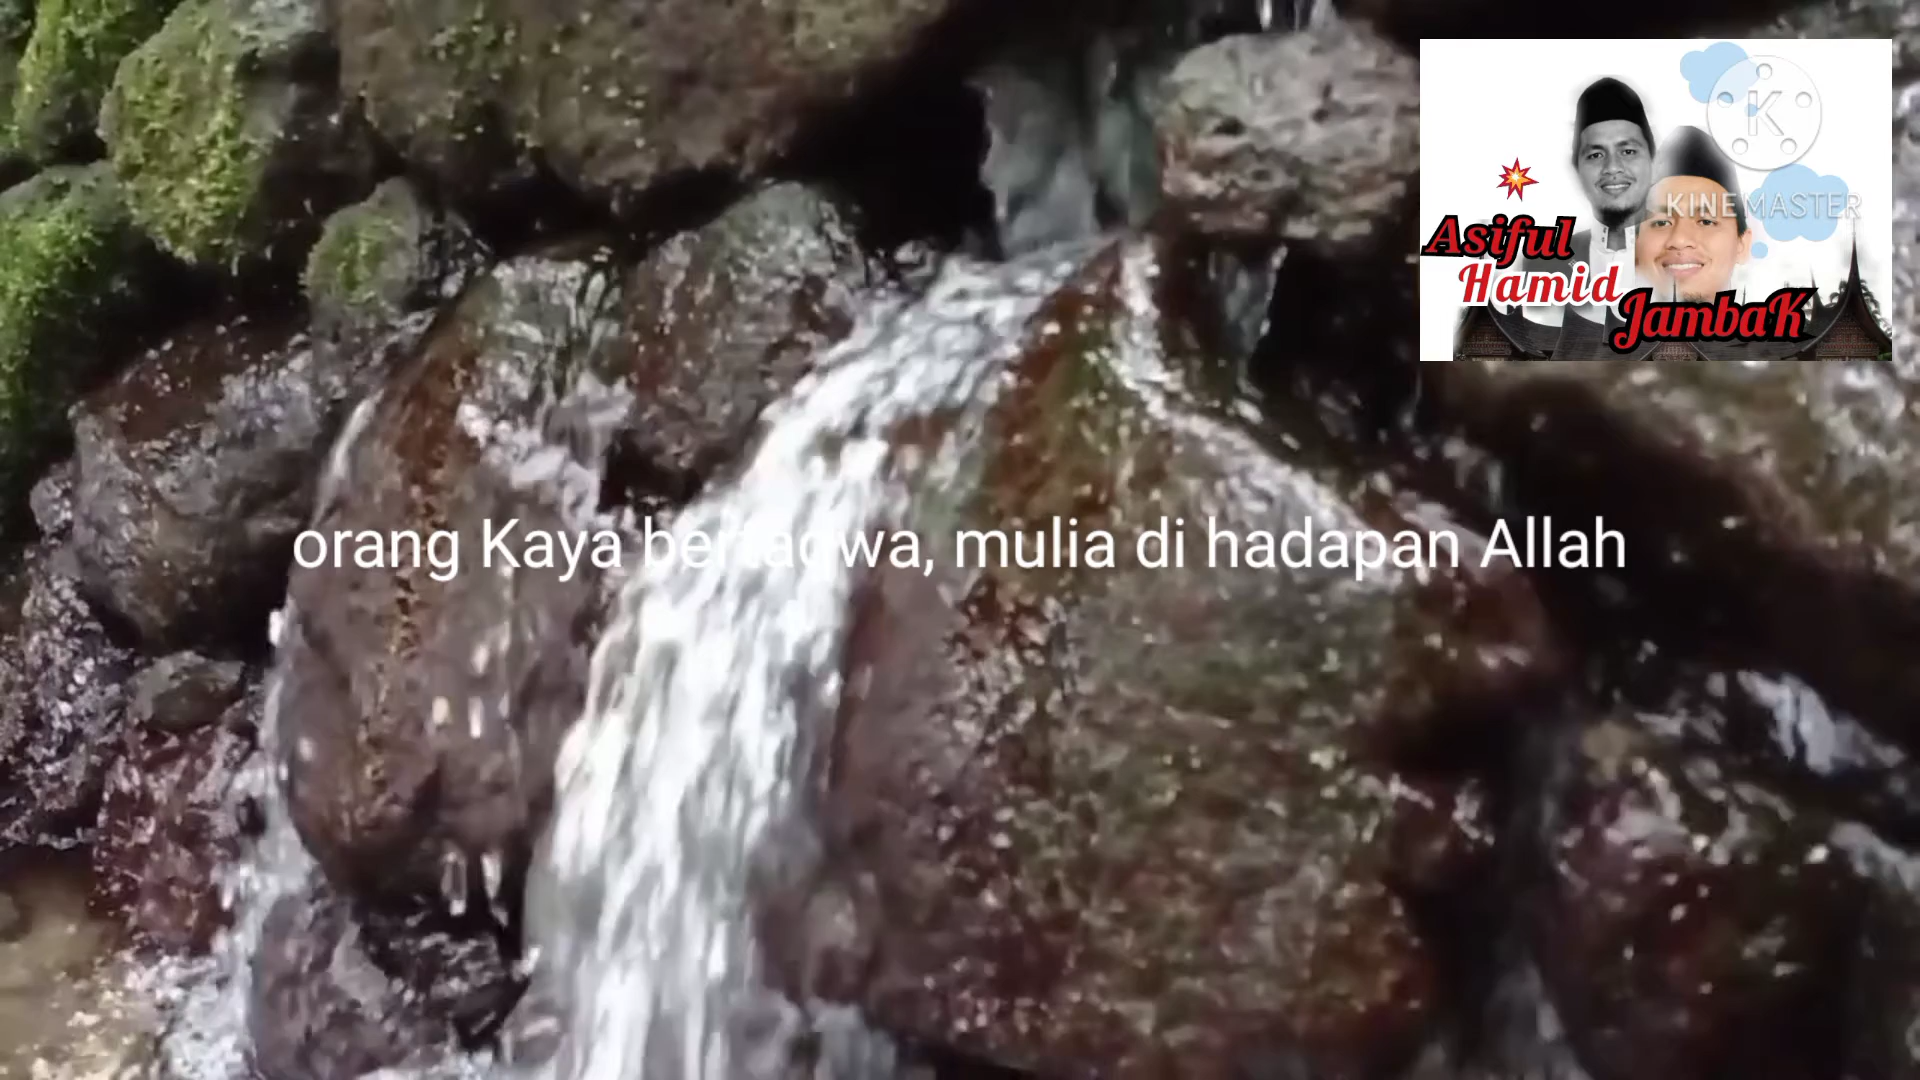 K
KINEMASTER
Asiful
Hamid
JambaK
orang Kaya bertaqwa, mulia di hadapan Allah